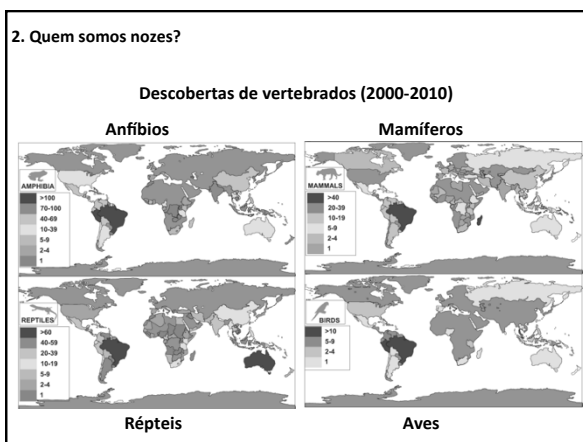 2. Quem somos nozes?
Descobertas de vertebrados (2000-2010)
Anfíbios
Mamíferos
AMPHIBIA
>100
70-100
40-69
10-39
5-9
2-4
1
MAMMALS
>40
20-39
10-19
5-9
2-4
1
REPTILES
>60
40-59
20-39
10-19
5-9
2-4
1
BIRDS
>10
5-9
2-4
1
Répteis
Aves